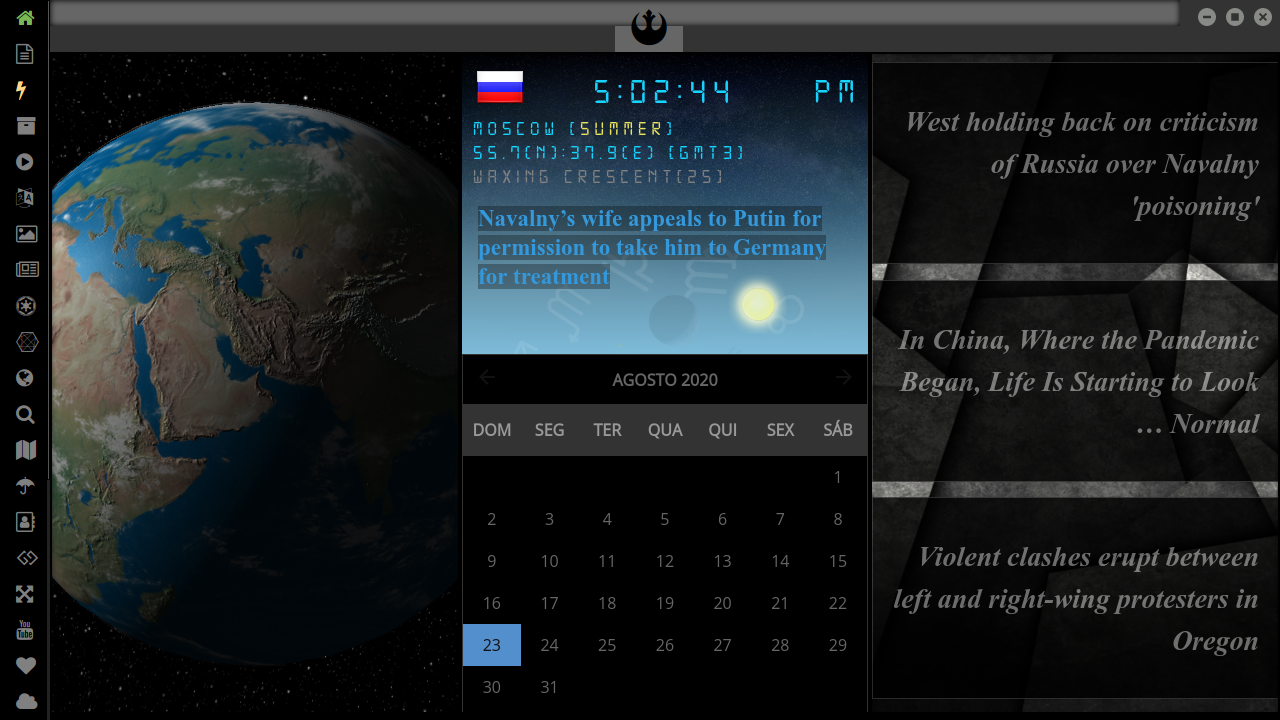 5:02:44 PM
MOSCOW (SUMMER)
55.7(N):37.9(E) (GMT3)
WAXING CRESCENT(25)
Navalny’s wife appeals to Putin for
permission to take him to Germany
for treatment
AGOSTO 2020
DOM SEG TER QUA QUI SEX SÁB
1
2 3 4 5 6 7 8
9 10 11 12 13 14 15
16 17 18 19 20 21 22
23 24 25 26 27 28 29
30 31
West holding back on criticism
of Russia over Navalny
'poisoning'
In China, Where the Pandemic
Began, Life Is Starting to Look
… Normal
Violent clashes erupt between
left and right-wing protesters in
Oregon
You
Tube